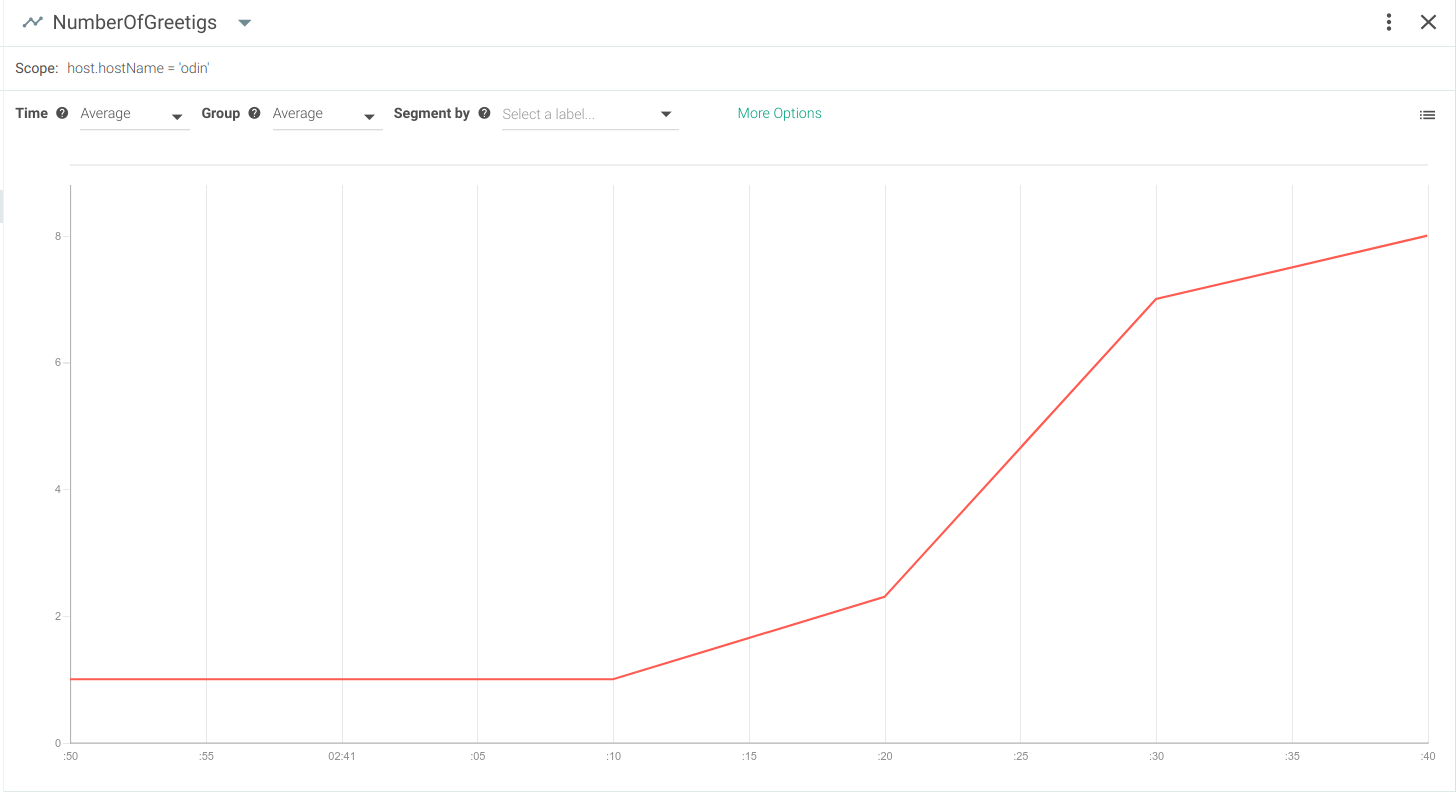 NumberOfGreetigs
Scope: host.hostName = 'odin'
Time ? Average Group ? Average Segment by ? Select a label... More Options
8
6
4
2
0
:50 :55 02:41 :05 :10 :15 :20 :25 :30 :35 :40